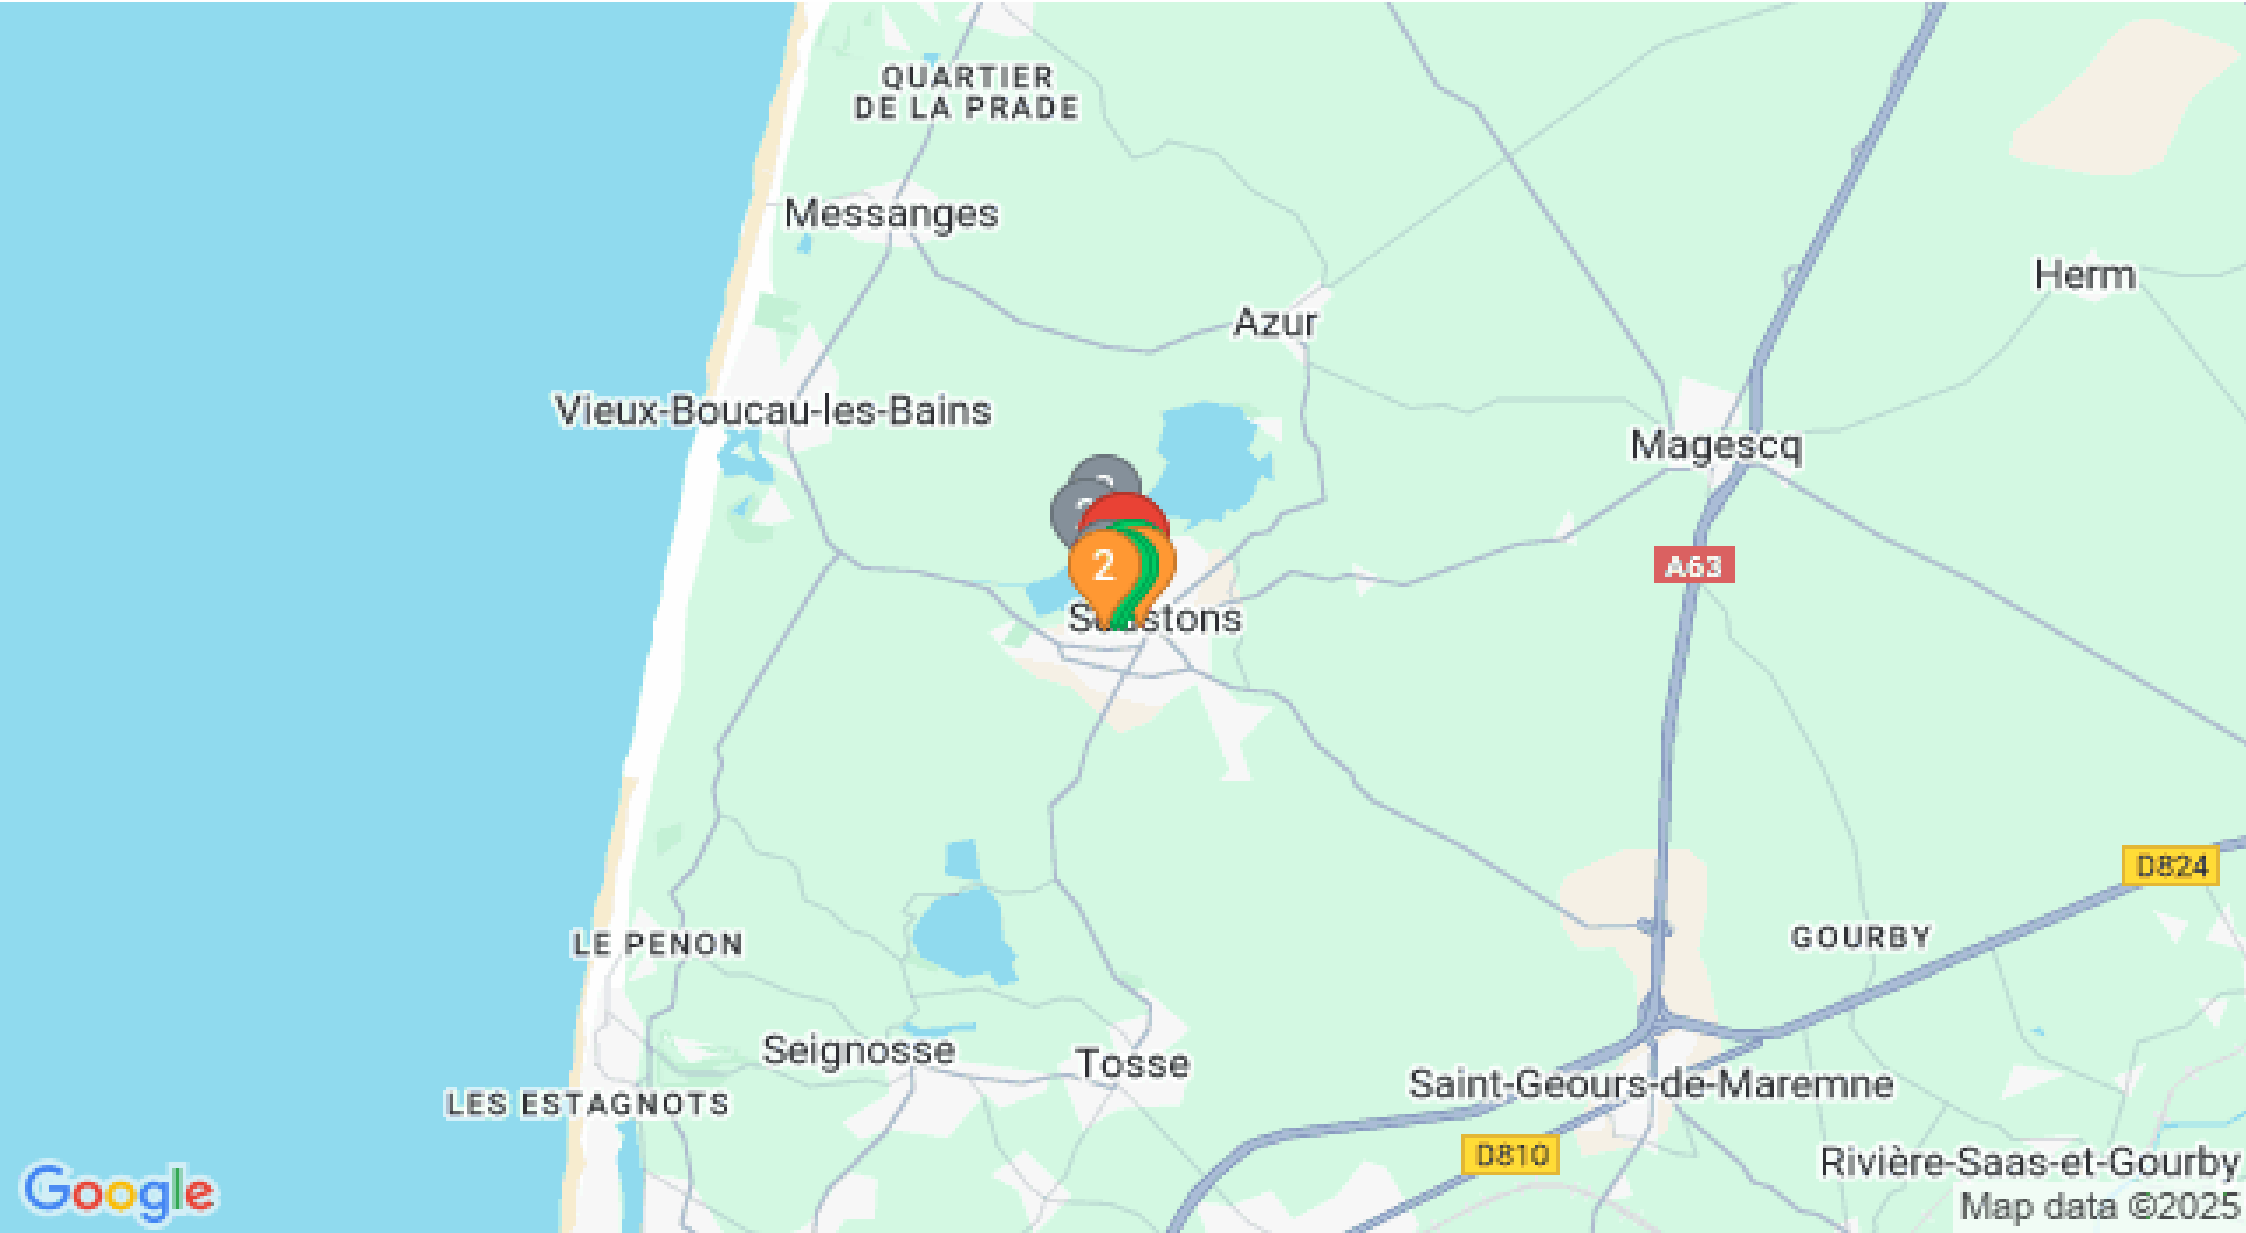 QUARTIER
DE LA PRADE
Messanges
Herm
Azur
Vieux-Boucau-les-Bains
Magescq
2
A63
D824
GOURBY
LE PENON
Seignosse
Tosse
Saint-Geours-de-Maremne
LES ESTAGNOTS
D810
Rivière-Saas-et-Gourby
Google
Map data ©2025